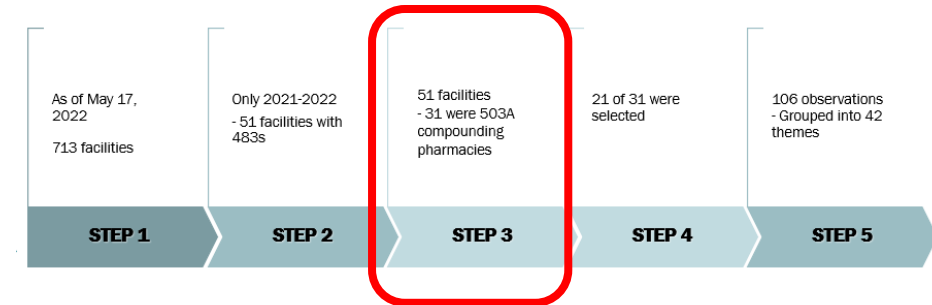 As of May 17,
2022
713 facilities
Only 2021-2022
- 51 facilities with
483s
51 facilities
- 31 were 503A
compounding
pharmacies
21 of 31 were
selected
106 observations
- Grouped into 42
themes
STEP 1
STEP 2
STEP 3
STEP 4
STEP 5